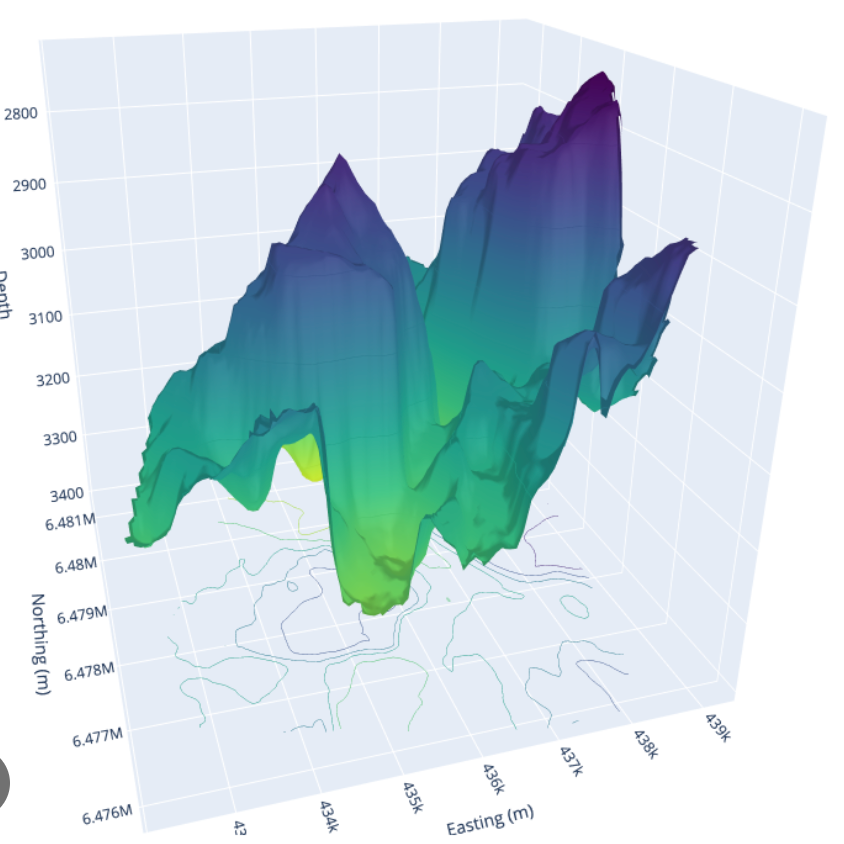 2800
2900
3000
Depth
3100
3200
3300
3400
6.481M
6.48M
6.479M
6.478M
6.477M
6.476M
Northing (m)
43
434k
435k
436k
437k
438k
439k
Easting (m)